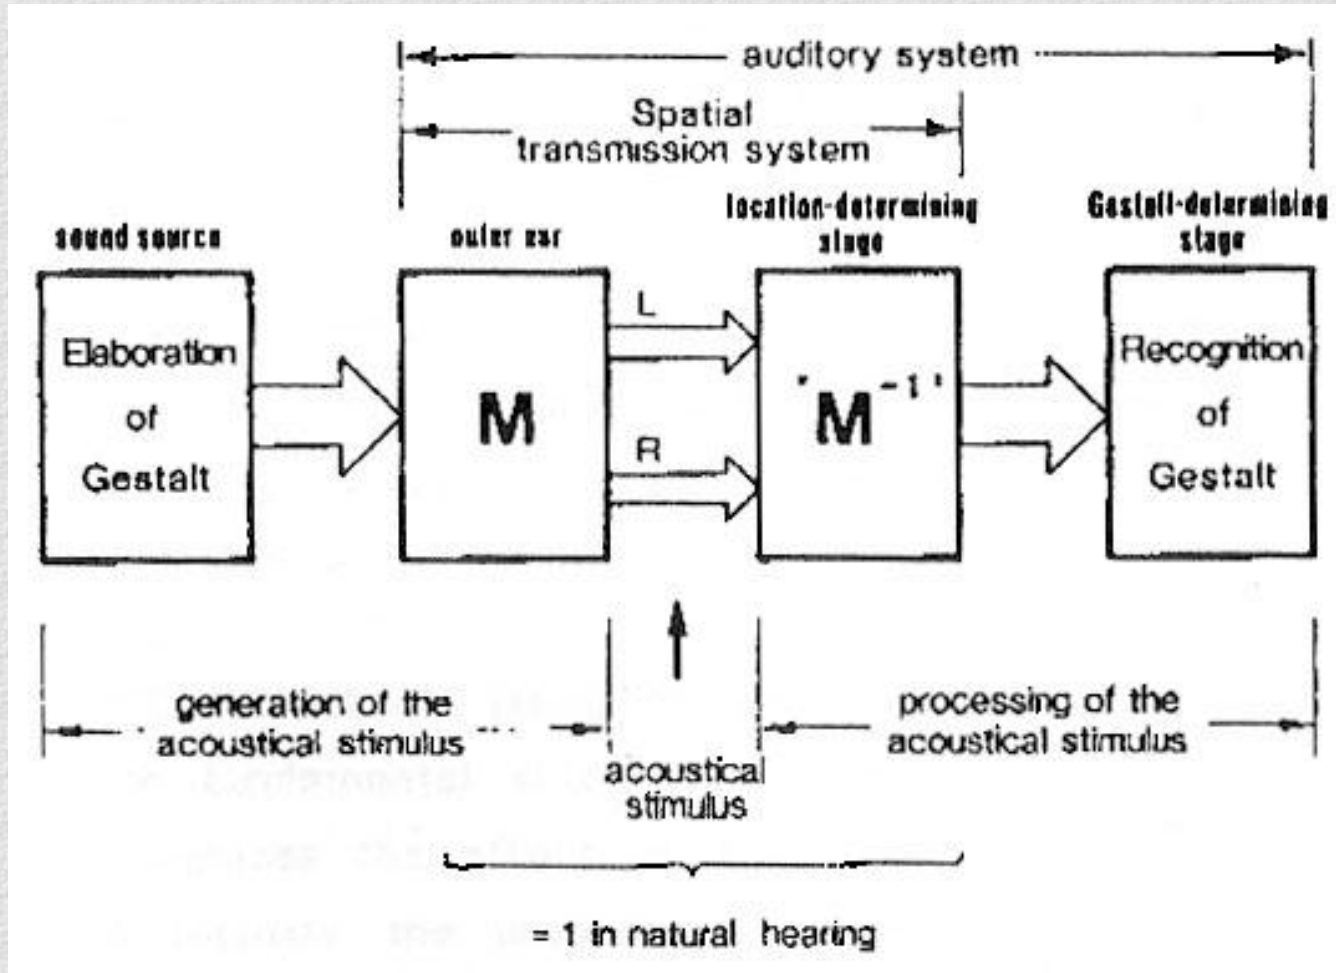 auditory system
Spatial
transmission system
sound source
outer ear
location-determining
stage
Gestalt-determining
stage
Elaboration
of
Gestalt
M
L
R
'M⁻¹'
Recognition
of
Gestalt
generation of the
acoustical stimulus
acoustical
stimulus
processing of the
acoustical stimulus
= 1 in natural hearing